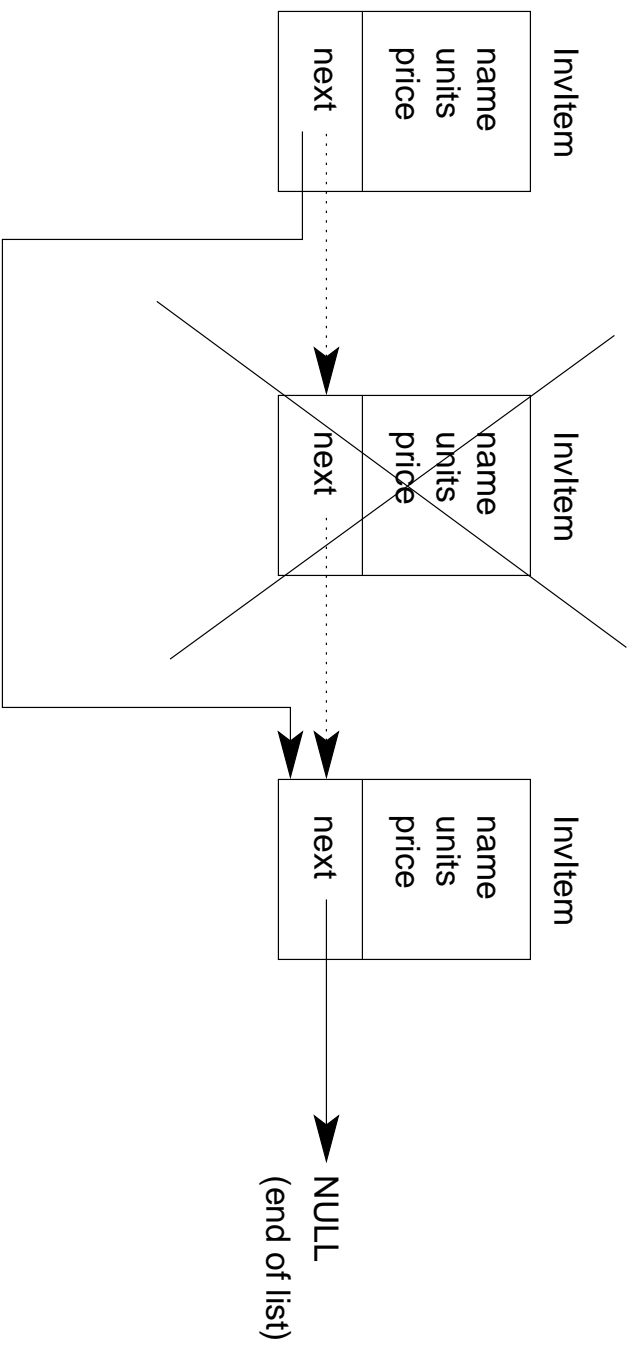 InvItem
name
units
price
next
InvItem
name
units
price
next
InvItem
name
units
price
next
NULL
(end of list)